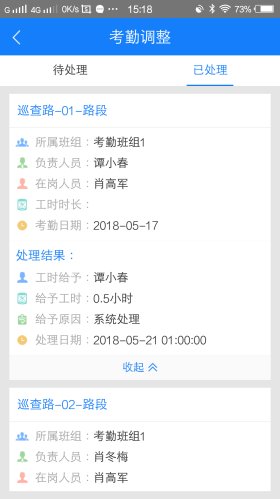 G 4G 0K/s 15:18 73%
考勤调整
待处理 已处理
巡查路-01-路段
所属班组：考勤班组1
负责人员：谭小春
在岗人员：肖高军
工时时长：
考勤日期：2018-05-17
处理结果：
工时给予：谭小春
给予工时：0.5小时
给予原因：系统处理
处理日期：2018-05-21 01:00:00
收起
巡查路-02-路段
所属班组：考勤班组1
负责人员：肖冬梅
在岗人员：肖高军